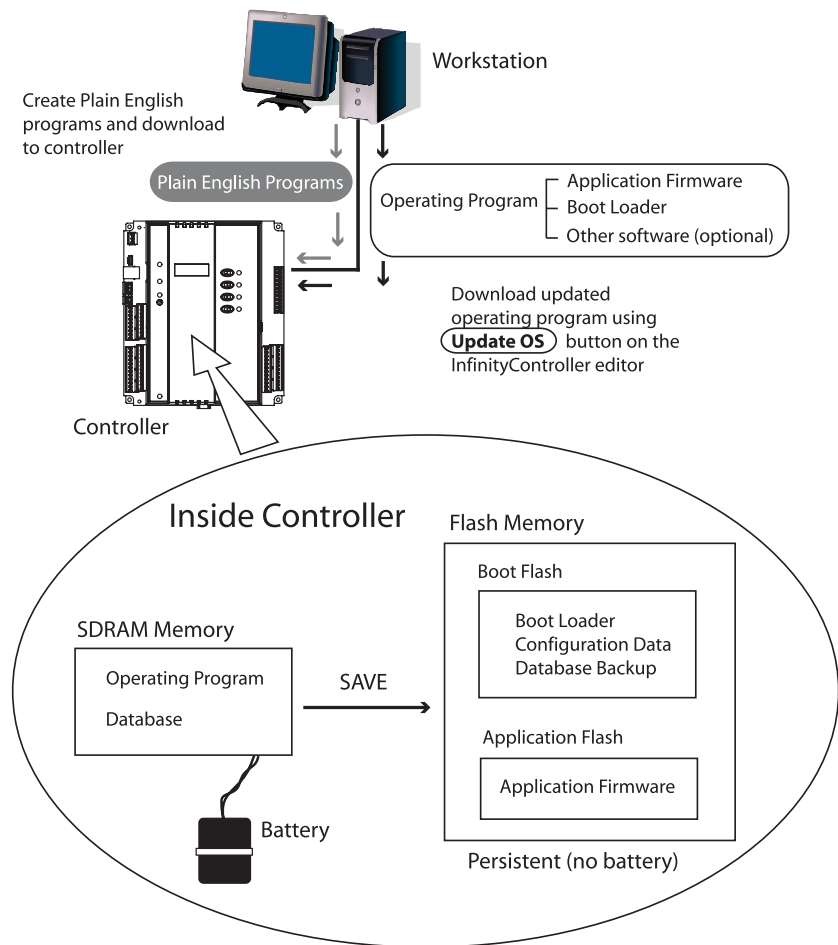 Workstation
Create Plain English
programs and download
to controller
Plain English Programs
Operating Program
Application Firmware
Boot Loader
Other software (optional)
Download updated
operating program using
Update OS button on the
InfinityController editor
Controller
Inside Controller
Flash Memory
Boot Flash
Boot Loader
Configuration Data
Database Backup
SDRAM Memory
Operating Program
Database
SAVE
Application Flash
Application Firmware
Battery
Persistent (no battery)